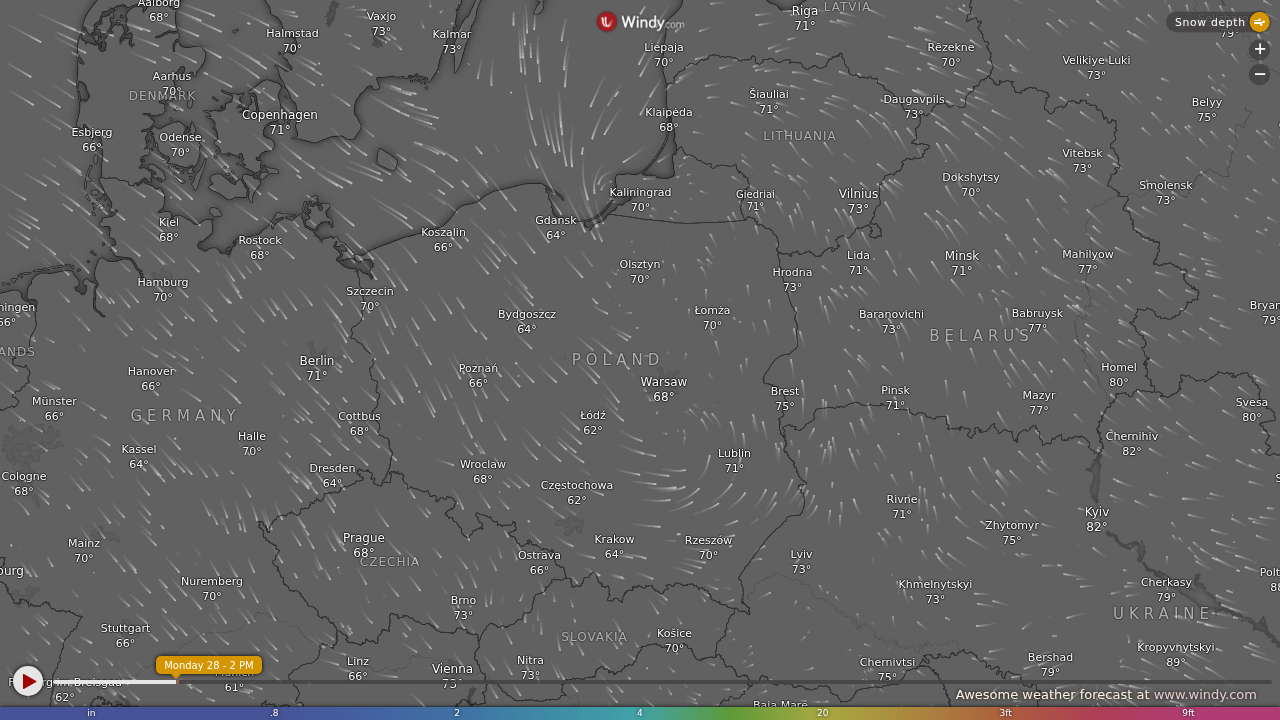 Aalborg
68°
Halmstad
70°
Vaxjo
73°
Kalmar
73°
Windy.com
Liepaja
70°
Riga
71°
LATVIA
Rēzekne
70°
Velikiye Luki
73°
Snow depth
79°
+
−
Aarhus
70°
DENMARK
Copenhagen
71°
Esbjerg
66°
Odense
70°
Klaipėda
68°
Šiauliai
71°
Daugavpils
73°
LITHUANIA
Belyy
75°
Vitebsk
73°
Dokshytsy
70°
Smolensk
73°
Kaliningrad
70°
Giedriai
71°
Vilnius
73°
Kiel
68°
Rostock
68°
Koszalin
66°
Gdansk
64°
Olsztyn
70°
Hrodna
73°
Lida
71°
Minsk
71°
Mahilyow
77°
Hamburg
70°
Szczecin
70°
Bydgoszcz
64°
Łomża
70°
Baranovichi
73°
Babruysk
77°
BELARUS
ningen
66°
ANDS
Hanover
66°
Berlin
71°
Poznań
66°
POLAND
Warsaw
68°
Brest
75°
Pinsk
71°
Mazyr
77°
Homel
80°
Svesa
80°
Münster
66°
GERMANY
Cottbus
68°
Łódź
62°
Halle
70°
Kassel
64°
Lublin
71°
Chernihiv
82°
Cologne
68°
Dresden
64°
Wroclaw
68°
Częstochowa
62°
Rivne
71°
Kyiv
82°
Zhytomyr
75°
Mainz
70°
Prague
68°
CZECHIA
Ostrava
66°
Krakow
64°
Rzeszow
70°
Lviv
73°
Nuremberg
70°
Brno
73°
Khmelnytskyi
73°
Cherkasy
79°
UKRAINE
Stuttgart
66°
SLOVAKIA
Košice
70°
Kropyvnytskyi
89°
Monday 28 - 2 PM
Linz
66°
Vienna
73°
Nitra
73°
Chernivtsi
75°
Bershad
79°
62°
61°
Baia Mare
Awesome weather forecast at www.windy.com
in .8 2 4 20 3ft 9ft